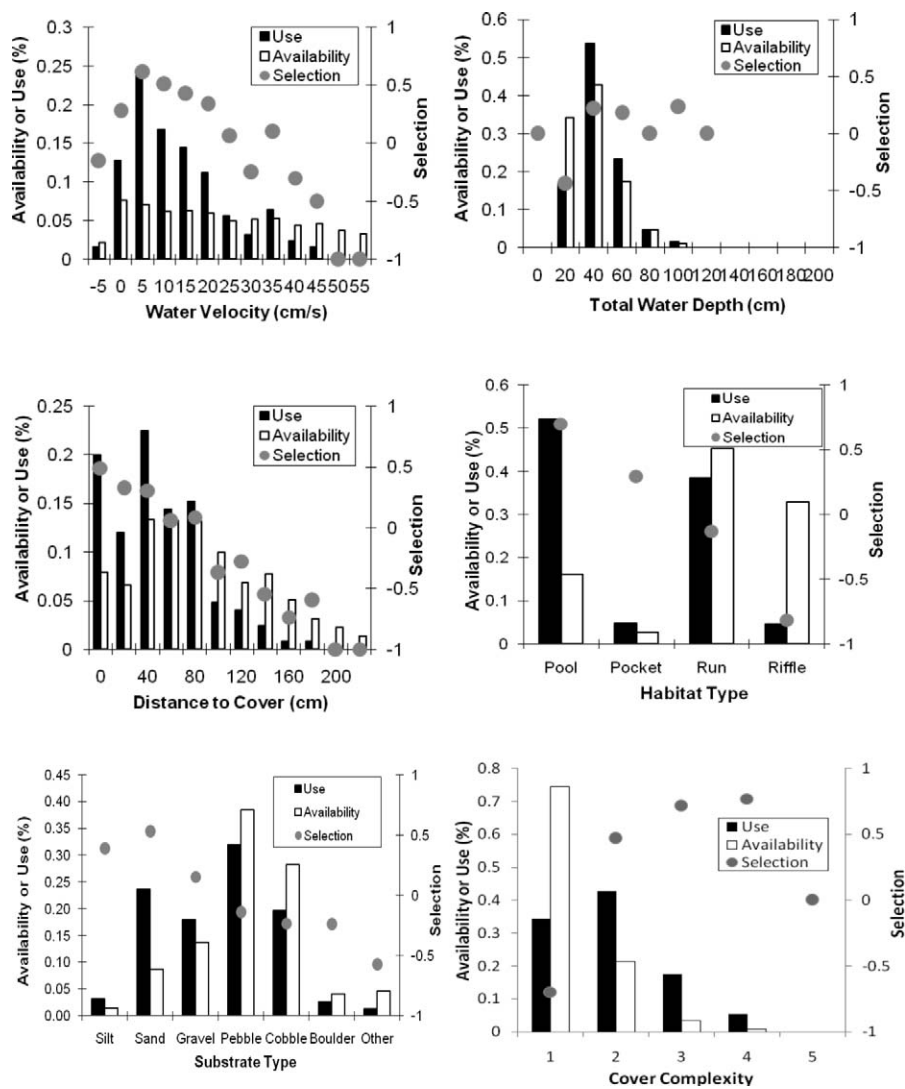 0.3
0.25
0.2
0.15
0.1
0.05
0
Availability or Use (%)
Use
Availability
Selection
1
0.5
0
-0.5
-1
Selection
-5 0 5 10 15 20 25 30 35 40 45 50 55
Water Velocity (cm/s)
0.6
0.5
0.4
0.3
0.2
0.1
0
Availability or Use (%)
Use
Availability
Selection
1
0.5
0
-0.5
-1
Selection
0 20 40 60 80 100 120 140 160 180 200
Total Water Depth (cm)
0.25
0.2
0.15
0.1
0.05
0
Availability or Use (%)
Use
Availability
Selection
1
0.5
0
-0.5
-1
Selection
0 40 80 120 160 200
Distance to Cover (cm)
0.6
0.5
0.4
0.3
0.2
0.1
0
Availability or Use (%)
Use
Availability
Selection
1
0.5
0
-0.5
-1
Selection
Pool Pocket Run Riffle
Habitat Type
0.45
0.40
0.35
0.30
0.25
0.20
0.15
0.10
0.05
0.00
Availability or Use (%)
Use
Availability
Selection
1
0.5
0
-0.5
-1
Selection
Silt Sand Gravel Pebble Cobble Boulder Other
Substrate Type
0.8
0.7
0.6
0.5
0.4
0.3
0.2
0.1
0
Availability or Use (%)
Use
Availability
Selection
1
0.5
0
-0.5
-1
Selection
1 2 3 4 5
Cover Complexity